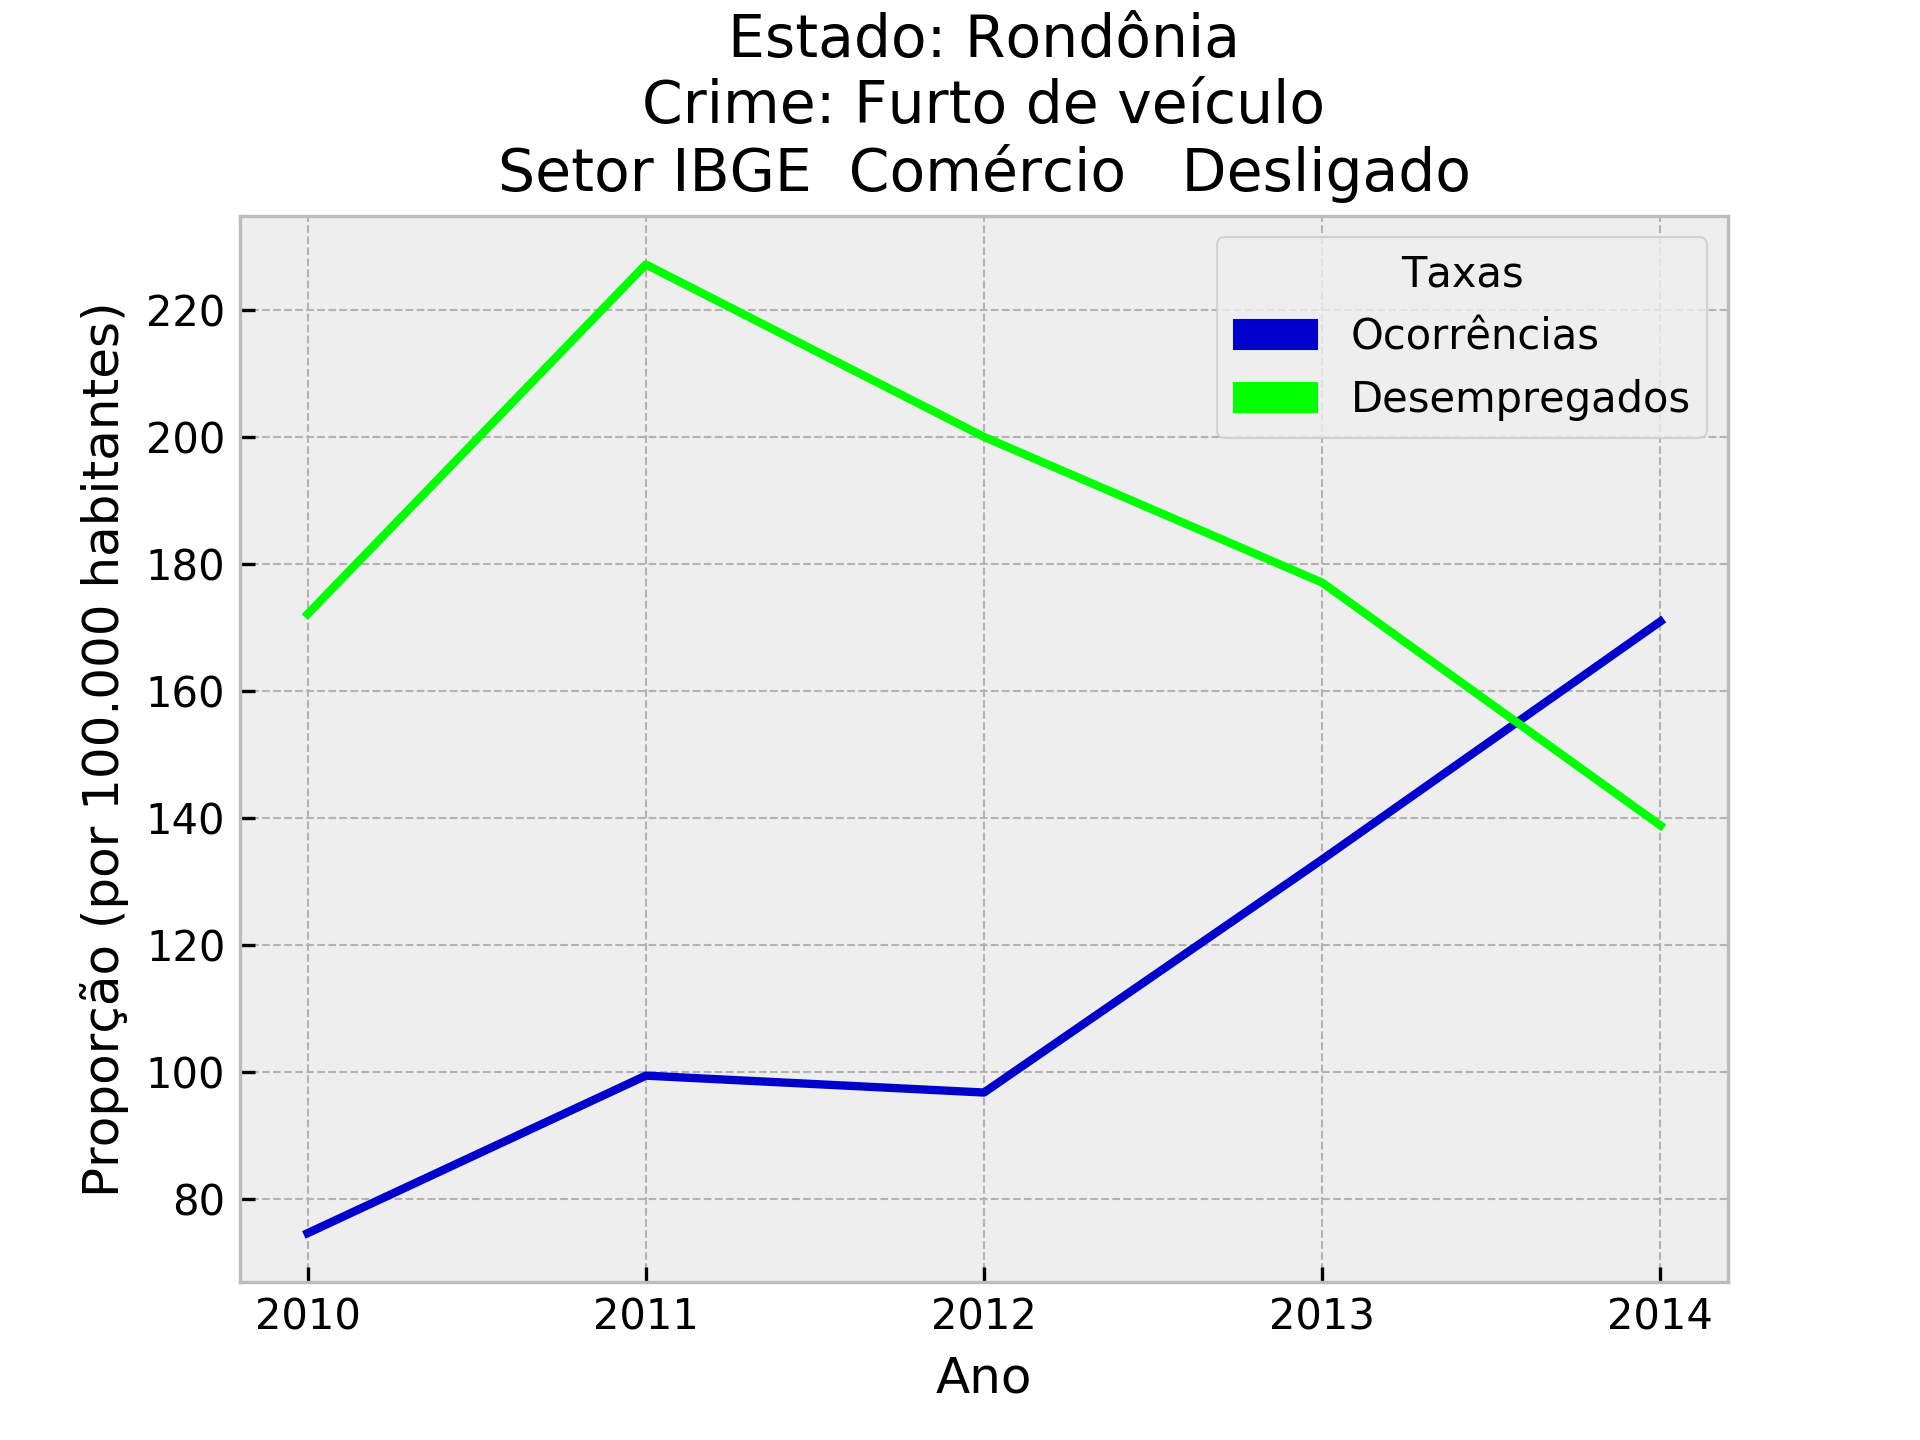 Estado: Rondônia
Crime: Furto de veículo
Setor IBGE  Comércio   Desligado
Taxas
Ocorrências
Desempregados
Proporção (por 100.000 habitantes)
220
200
180
160
140
120
100
80
2010 2011 2012 2013 2014
Ano